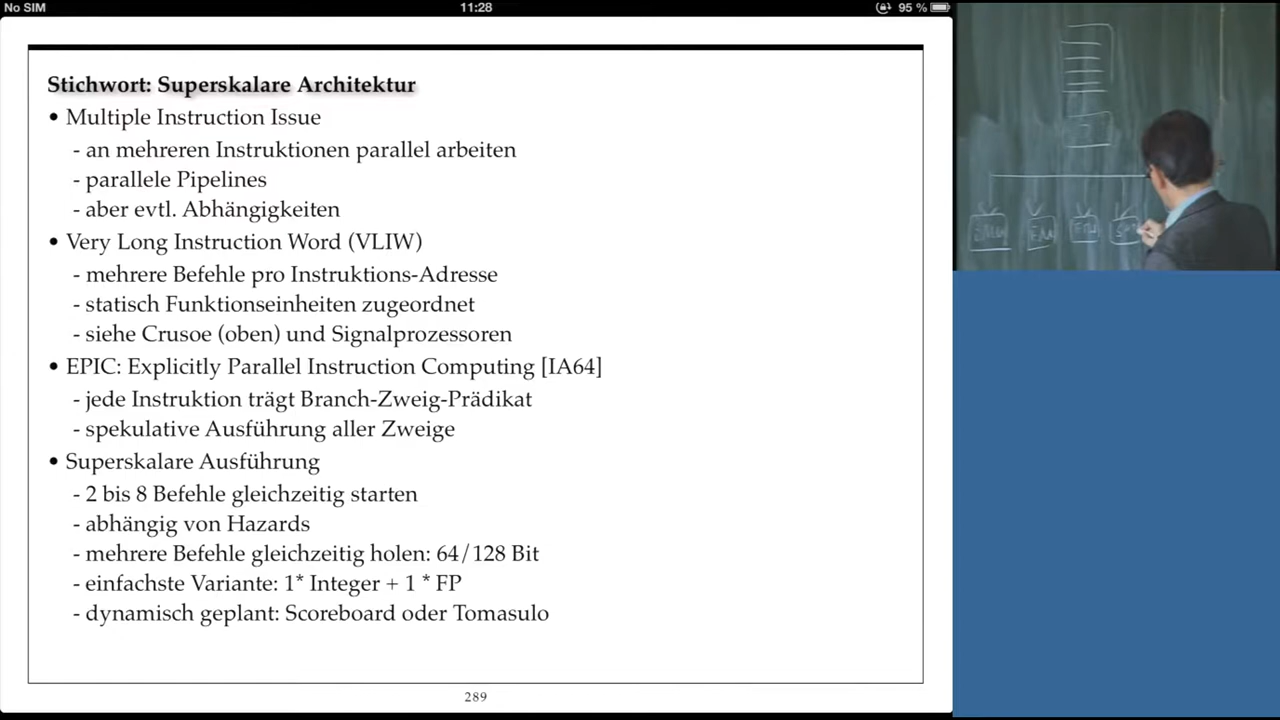 No SIM 11:28 95 %
Stichwort: Superskalare Architektur
• Multiple Instruction Issue
- an mehreren Instruktionen parallel arbeiten
- parallele Pipelines
- aber evtl. Abhängigkeiten
• Very Long Instruction Word (VLIW)
- mehrere Befehle pro Instruktions-Adresse
- statisch Funktionseinheiten zugeordnet
- siehe Crusoe (oben) und Signalprozessoren
• EPIC: Explicitly Parallel Instruction Computing [IA64]
- jede Instruktion trägt Branch-Zweig-Prädikat
- spekulative Ausführung aller Zweige
• Superskalare Ausführung
- 2 bis 8 Befehle gleichzeitig starten
- abhängig von Hazards
- mehrere Befehle gleichzeitig holen: 64/128 Bit
- einfachste Variante: 1* Integer + 1 * FP
- dynamisch geplant: Scoreboard oder Tomasulo
289